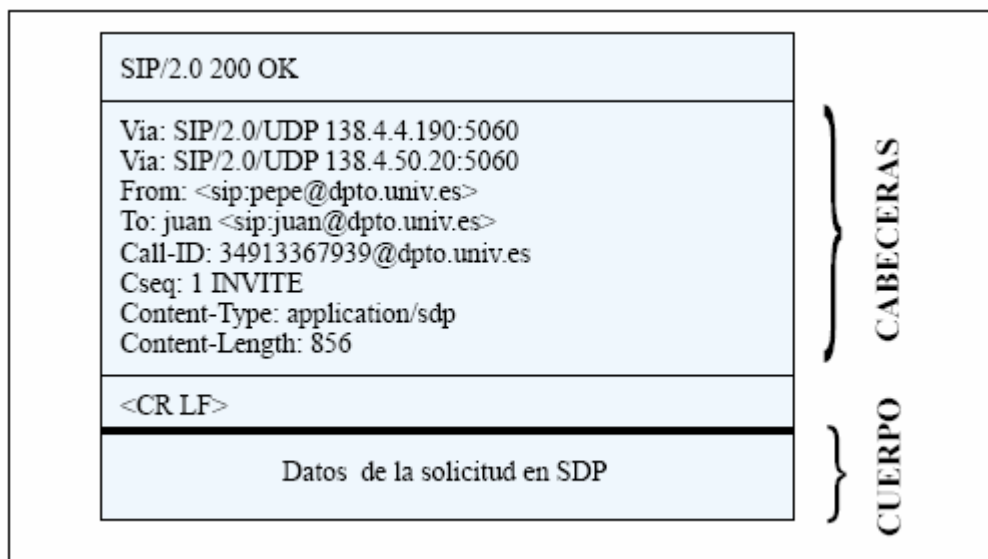 SIP/2.0 200 OK
Via: SIP/2.0/UDP 138.4.4.190:5060
Via: SIP/2.0/UDP 138.4.50.20:5060
From: <sip:pepe@dpto.univ.es>
To: juan <sip:juan@dpto.univ.es>
Call-ID: 34913367939@dpto.univ.es
Cseq: 1 INVITE
Content-Type: application/sdp
Content-Length: 856
CABECERAS
<CR LF>
Datos de la solicitud en SDP
CUERPO